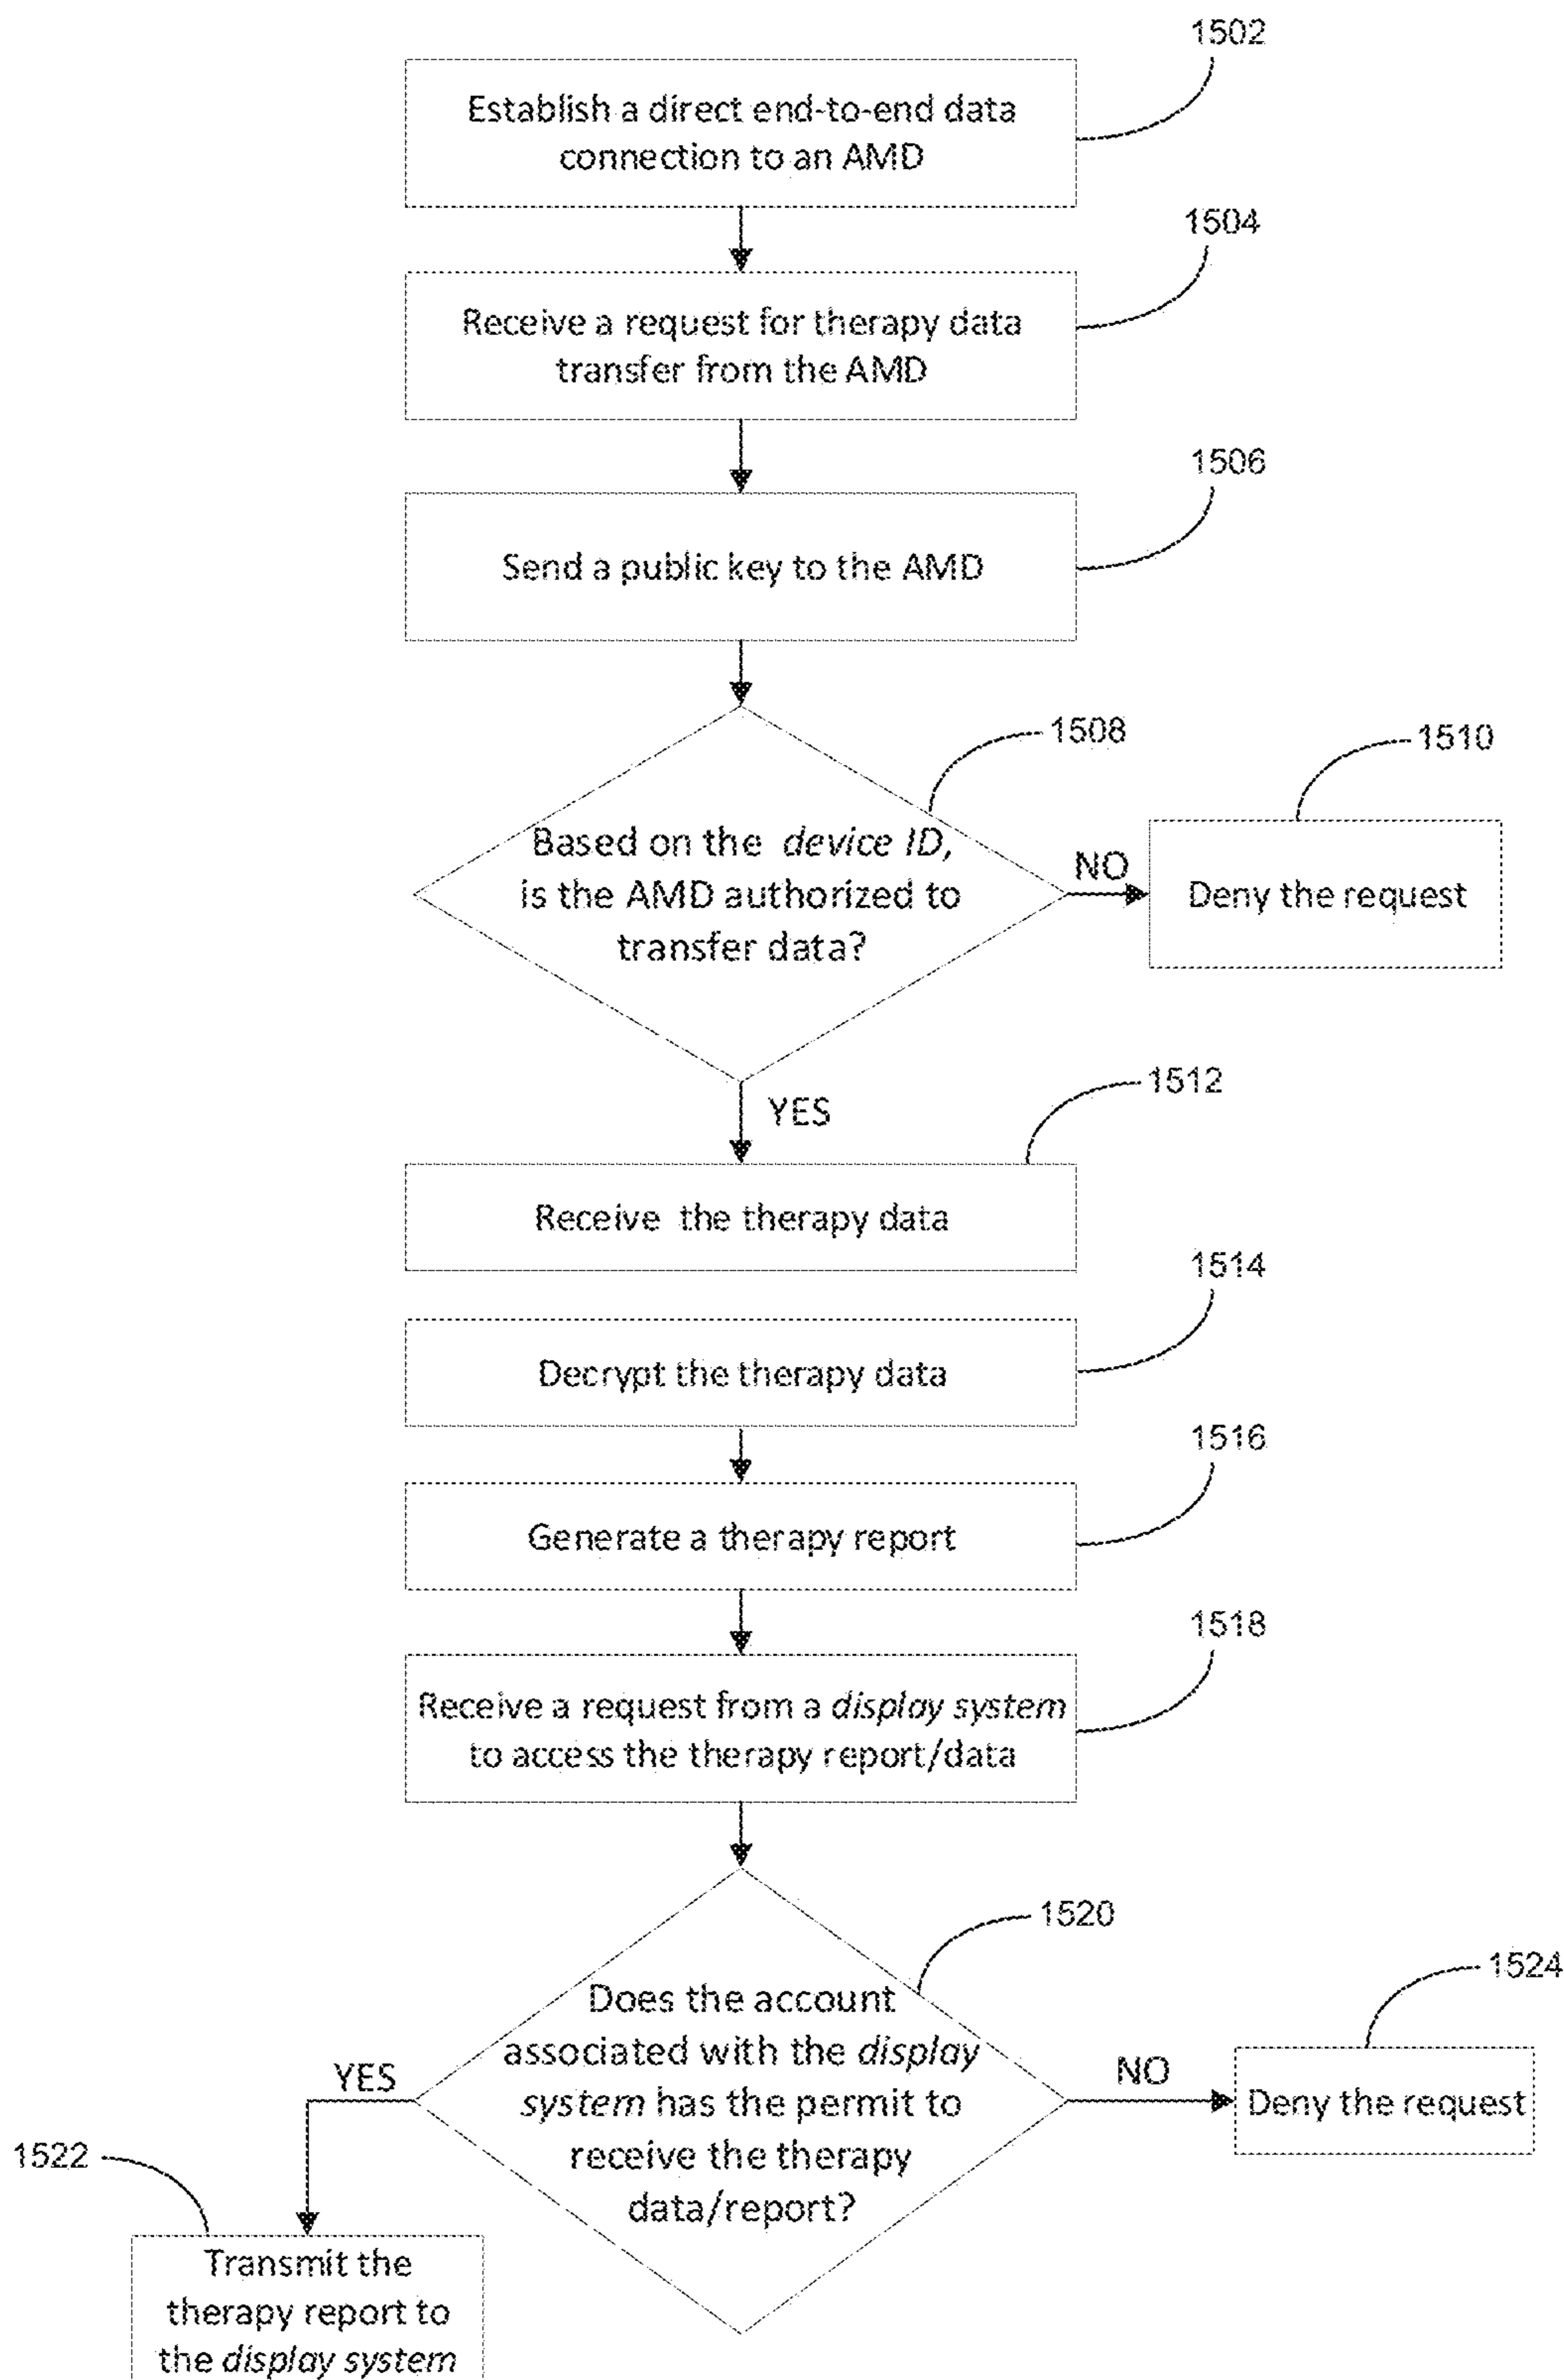 1502
Establish a direct end-to-end data
connection to an AMD
1504
Receive a request for therapy data
transfer from the AMD
1506
Send a public key to the AMD
1508
1510
Based on the device ID,
is the AMD authorized to
transfer data?
NO
Deny the request
YES
1512
Receive the therapy data
1514
Decrypt the therapy data
1516
Generate a therapy report
1518
Receive a request from a display system
to access the therapy report/data
1520
1524
Does the account
associated with the display
system has the permit to
receive the therapy
data/report?
YES
NO
Deny the request
1522
Transmit the
therapy report to
the display system